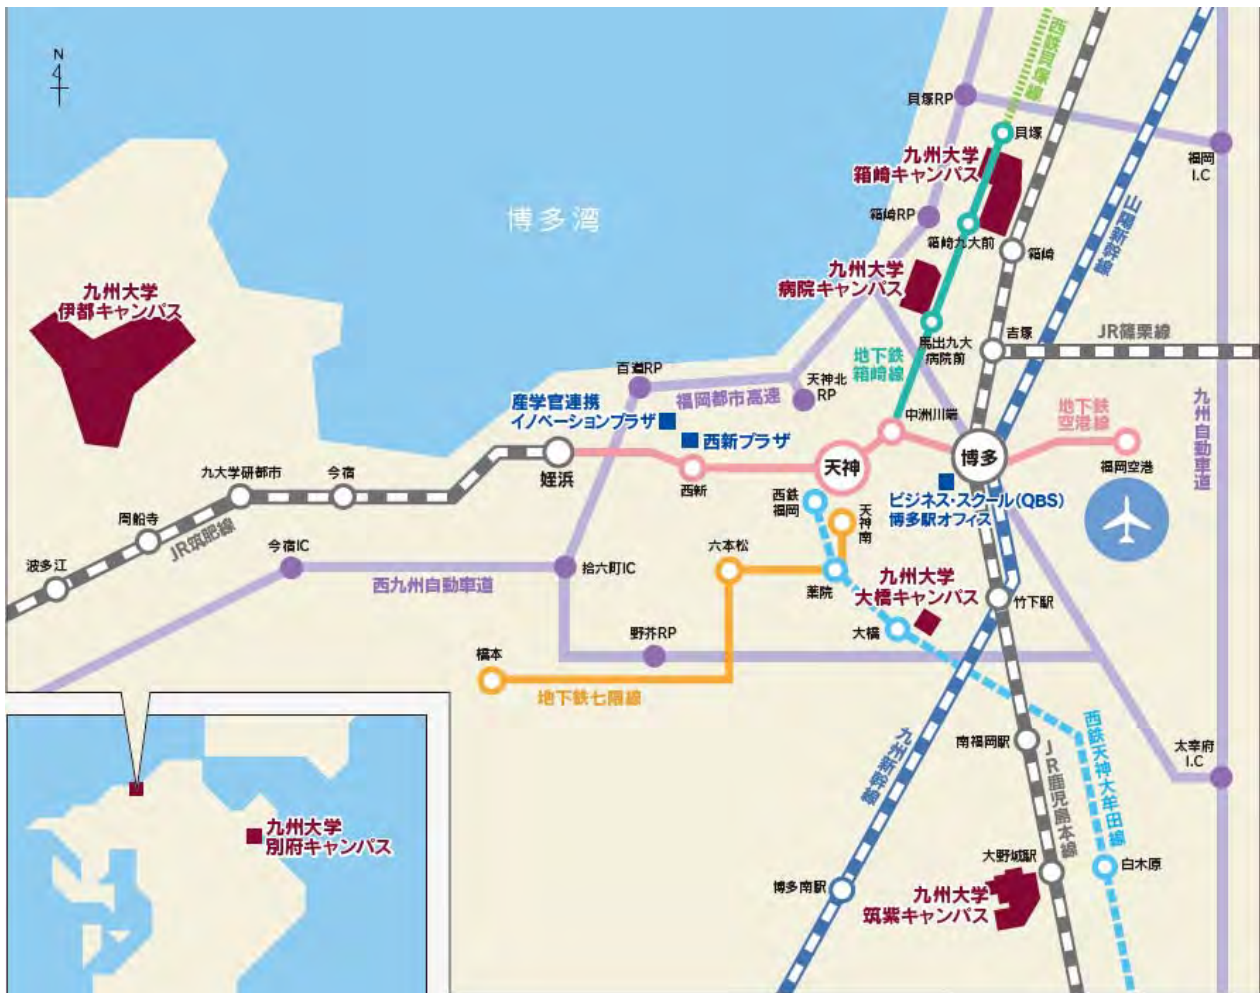 N
西鉄貝塚線
貝塚RP
貝塚
福岡
I.C
九州大学
箱崎キャンパス
山陽新幹線
博多湾
箱崎RP
箱崎九大前
箱崎
九州大学
病院キャンパス
九州大学
伊都キャンパス
地下鉄
箱崎線
馬出九大
病院前
吉塚
JR篠栗線
百道RP
天神北
RP
福岡都市高速
産学官連携
イノベーションプラザ
西新プラザ
中洲川端
地下鉄
空港線
九州自動車道
天神
博多
福岡空港
姪浜
西新
九大学研都市
今宿
西鉄
福岡
天神南
ビジネス・スクール(QBS)
博多駅オフィス
周船寺
JR筑肥線
波多江
今宿IC
西九州自動車道
拾六町IC
六本松
薬院
九州大学
大橋キャンパス
竹下駅
大橋
野芥RP
橋本
地下鉄七隈線
九州新幹線
南福岡駅
JR鹿児島本線
西鉄天神・大牟田線
太宰府
I.C
九州大学
別府キャンパス
大野城駅
白木原
博多南駅
九州大学
筑紫キャンパス